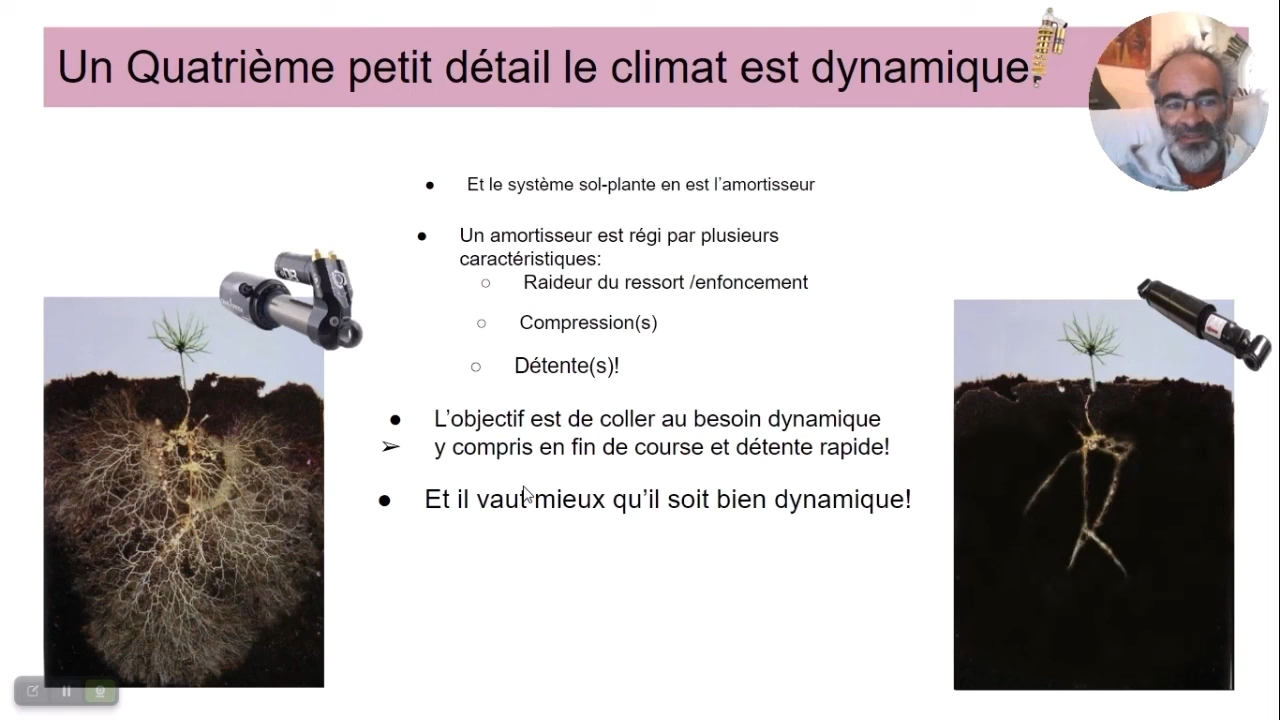 Un Quatrième petit détail le climat est dynamique
● Et le système sol-plante en est l’amortisseur
● Un amortisseur est régi par plusieurs
caractéristiques:
○ Raideur du ressort /enfoncement
○ Compression(s)
○ Détente(s)!
● L’objectif est de coller au besoin dynamique
➢ y compris en fin de course et détente rapide!
● Et il vaut mieux qu’il soit bien dynamique!